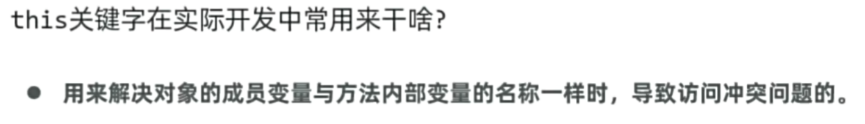 this关键字在实际开发中常用来干啥?
● 用来解决对象的成员变量与方法内部变量的名称一样时，导致访问冲突问题的。